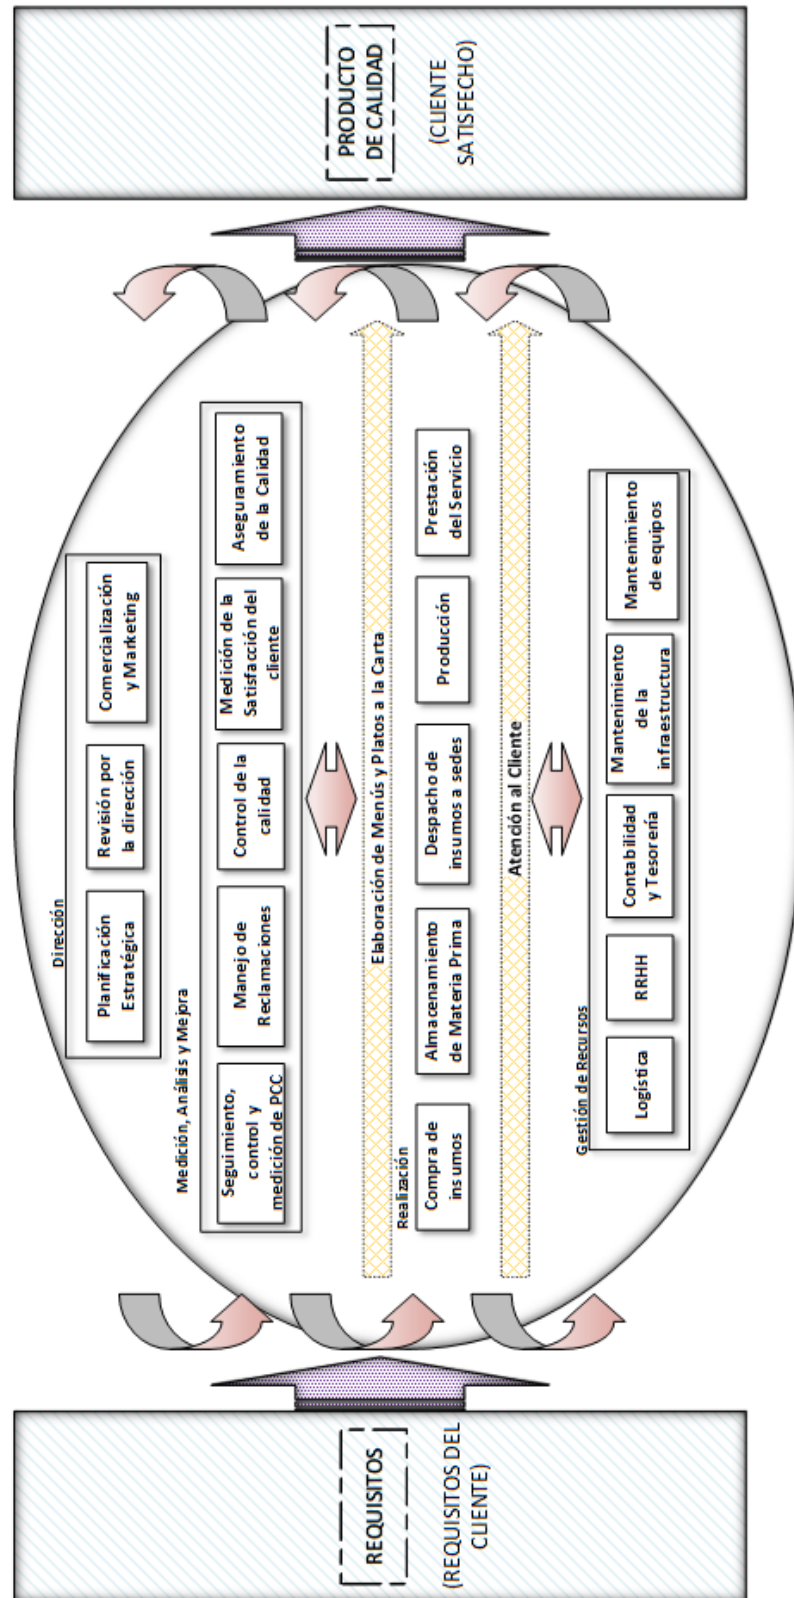 REQUISITOS
(REQUISITOS DEL
CLIENTE)
Dirección
Planificación
Estratégica
Revisión por
la dirección
Comercialización
y Marketing
Medición, Análisis y Mejora
Seguimiento,
control y
medición de PCC
Manejo de
Reclamaciones
Control de la
calidad
Medición de la
Satisfacción del
cliente
Aseguramiento
de la Calidad
Elaboración de Menús y Platos a la Carta
Realización
Compra de
insumos
Almacenamiento
de Materia Prima
Despacho de
insumos a sedes
Producción
Prestación
del Servicio
Atención al Cliente
Gestión de Recursos
Logística
RRHH
Contabilidad
y Tesorería
Mantenimiento
de la
infraestructura
Mantenimiento
de equipos
PRODUCTO
DE CALIDAD
(CLIENTE
SATISFECHO)